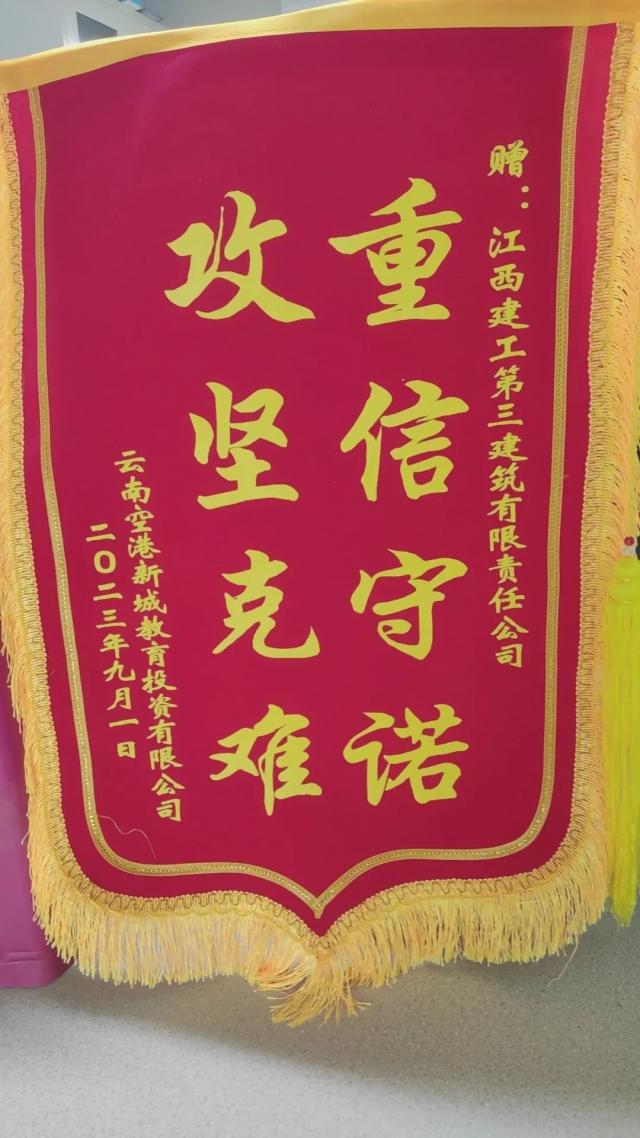 赠：江西建工第三建筑有限责任公司
重信守诺
攻坚克难
云南空港新城教育投资有限公司
二〇二三年九月一日